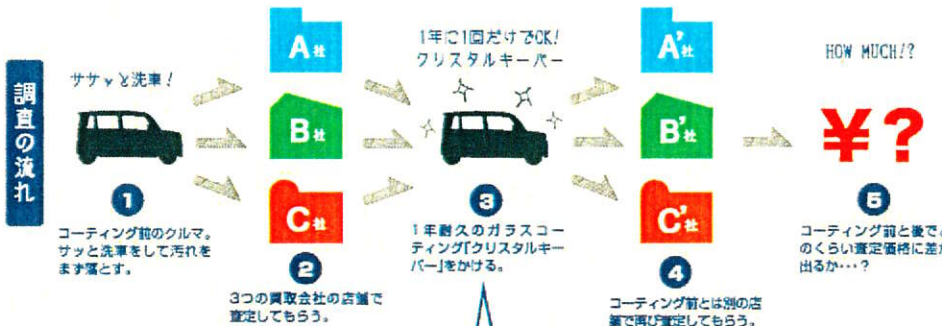 調査の流れ
ササッと洗車!
1
コーティング前のクルマ。
サッと洗車をして汚れを
まず落とす。
A社
B社
C社
2
3つの買取会社の店舗で
査定してもらう。
1年に1回だけでOK!
クリスタルキーパー
3
1年耐久のガラスコー
ティング「クリスタルキー
パー」をかける。
A'社
B'社
C'社
4
コーティング前とは別の店
舗で再び査定してもらう。
HOW MUCH!?
¥?
5
コーティング前と後でど
のくらい査定価格に差が
出るか・・・?